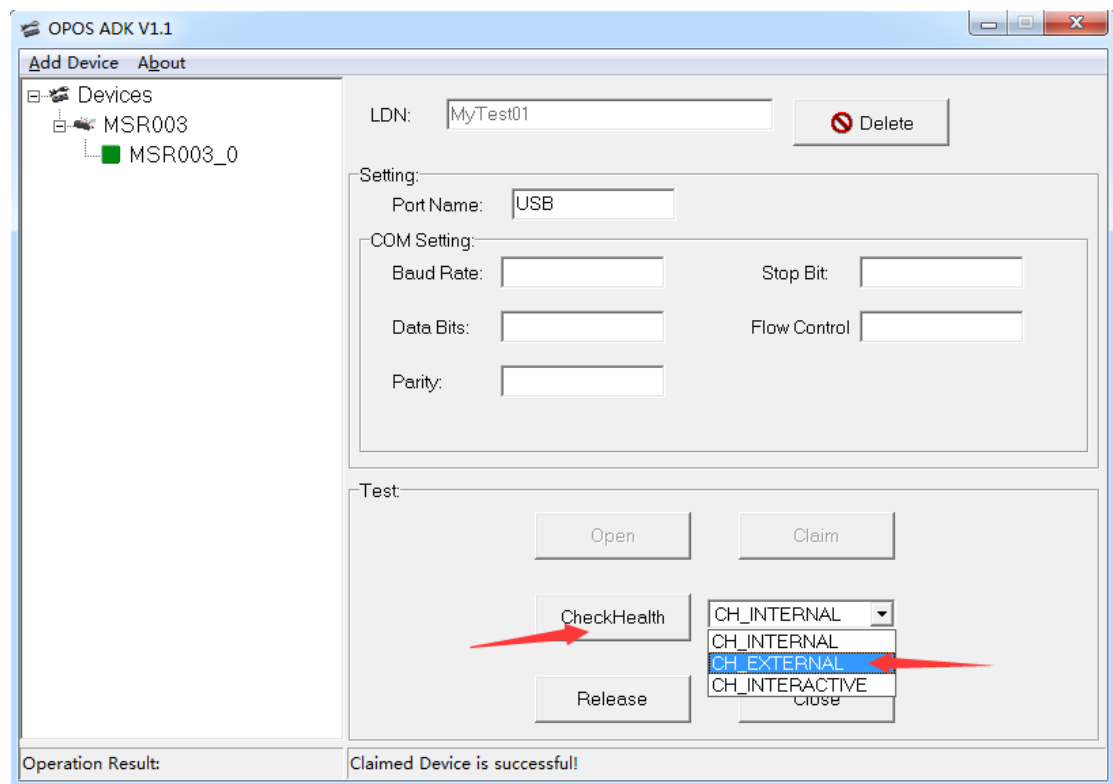 OPOS ADK V1.1
Add Device About
Devices
MSR003
MSR003_0
LDN: MyTest01
Delete
Setting:
Port Name: USB
COM Setting:
Baud Rate: Stop Bit:
Data Bits: Flow Control
Parity:
Test:
Open Claim
CheckHealth CH_INTERNAL
CH_INTERNAL
CH_EXTERNAL
CH_INTERACTIVE
Release Close
Operation Result: Claimed Device is successful!